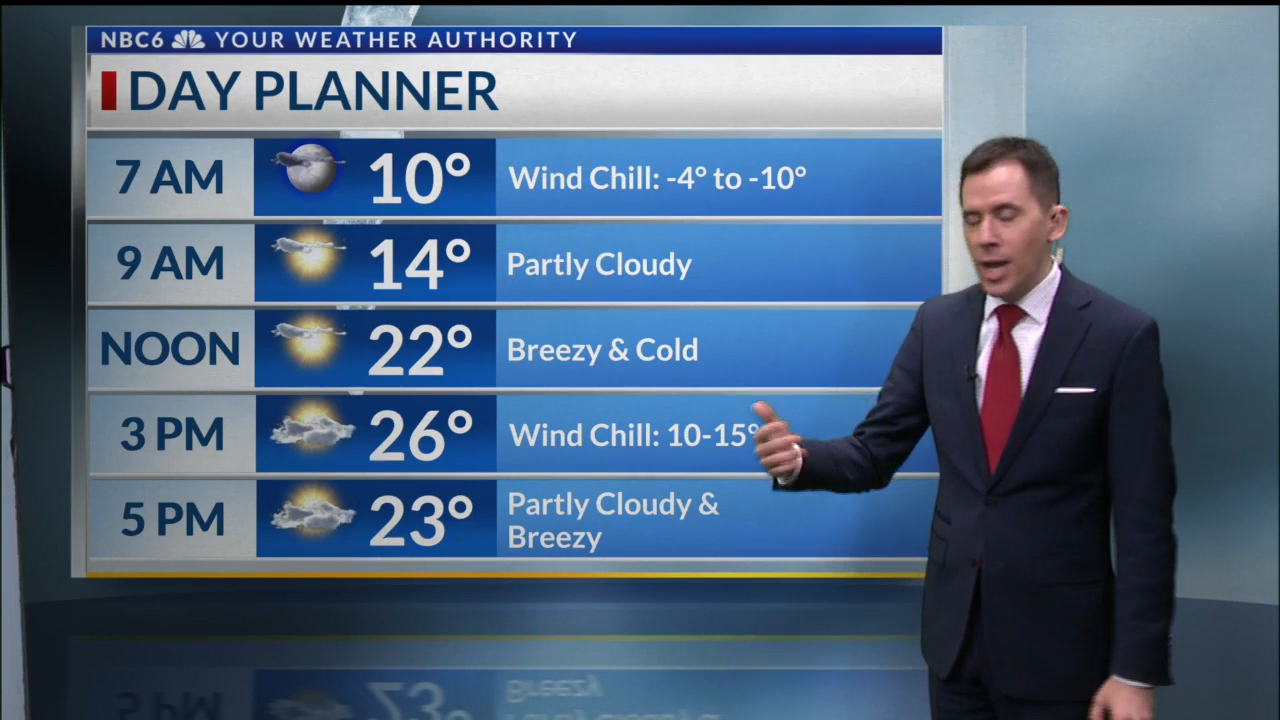 NBC6 YOUR WEATHER AUTHORITY
DAY PLANNER
7 AM 10° Wind Chill: -4° to -10°
9 AM 14° Partly Cloudy
NOON 22° Breezy & Cold
3 PM 26° Wind Chill: 10-15°
5 PM 23° Partly Cloudy &
Breezy